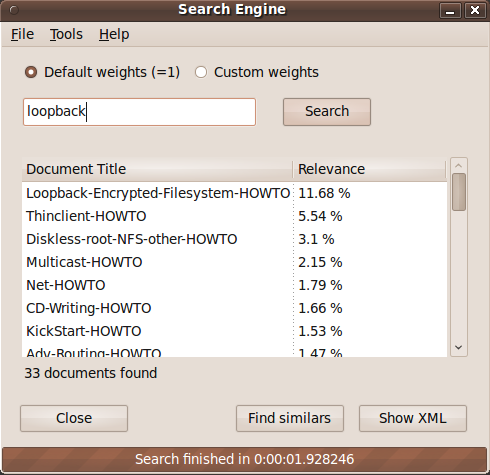 Search Engine
File Tools Help
Default weights (=1) Custom weights
loopback Search
Document Title Relevance
Loopback-Encrypted-Filesystem-HOWTO 11.68 %
Thinclient-HOWTO 5.54 %
Diskless-root-NFS-other-HOWTO 3.1 %
Multicast-HOWTO 2.15 %
Net-HOWTO 1.79 %
CD-Writing-HOWTO 1.66 %
KickStart-HOWTO 1.53 %
Adv-Routing-HOWTO 1.47 %
33 documents found
Close Find similars Show XML
Search finished in 0:00:01.928246